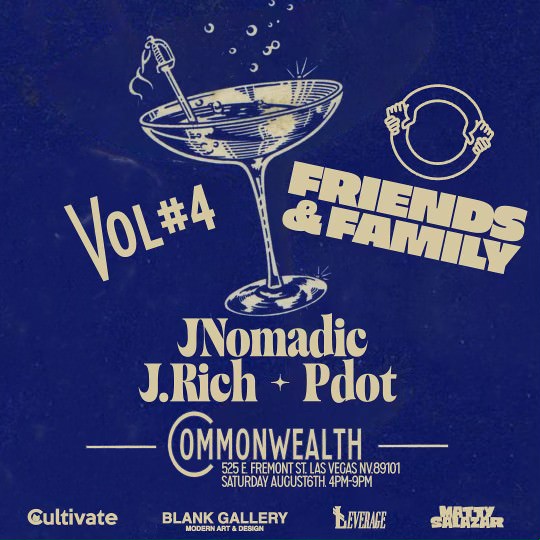 VOL#4
FRIENDS
& FAMILY
JNomadic
J.Rich Pdot
COMMONWEALTH
525 E. FREMONT ST. LAS VEGAS NV.89101
SATURDAY AUGUST6TH. 4PM-9PM
Cultivate
BLANK GALLERY
MODERN ART & DESIGN
LEVERAGE
MATTY
SALAZAR